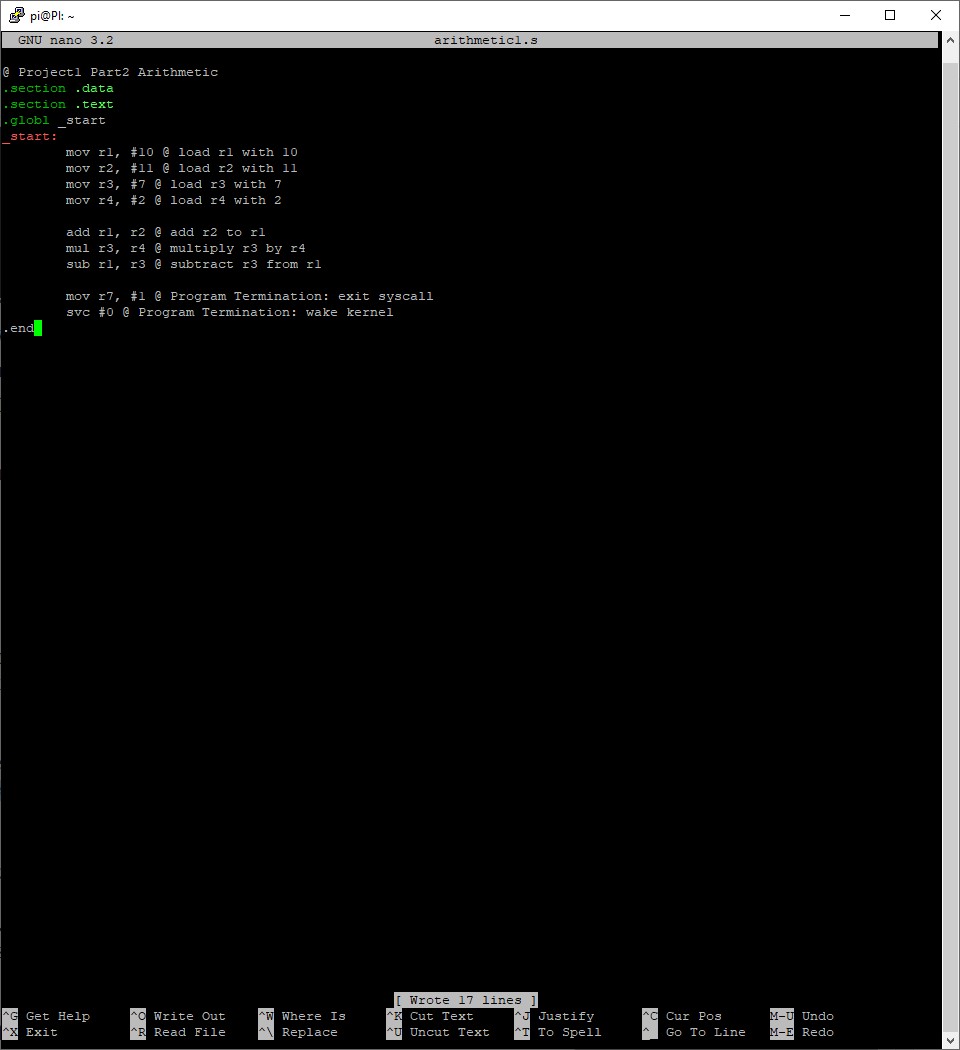 pi@PI: ~
GNU nano 3.2 arithmetic1.s
@ Project1 Part2 Arithmetic
.section .data
.section .text
.globl _start
_start:
mov r1, #10 @ load r1 with 10
mov r2, #11 @ load r2 with 11
mov r3, #7 @ load r3 with 7
mov r4, #2 @ load r4 with 2
add r1, r2 @ add r2 to r1
mul r3, r4 @ multiply r3 by r4
sub r1, r3 @ subtract r3 from r1
mov r7, #1 @ Program Termination: exit syscall
svc #0 @ Program Termination: wake kernel
.end
[ Wrote 17 lines ]
^G Get Help ^O Write Out ^W Where Is ^K Cut Text ^J Justify ^C Cur Pos M-U Undo
^X Exit ^R Read File ^\ Replace ^U Uncut Text ^T To Spell ^_ Go To Line M-E Redo